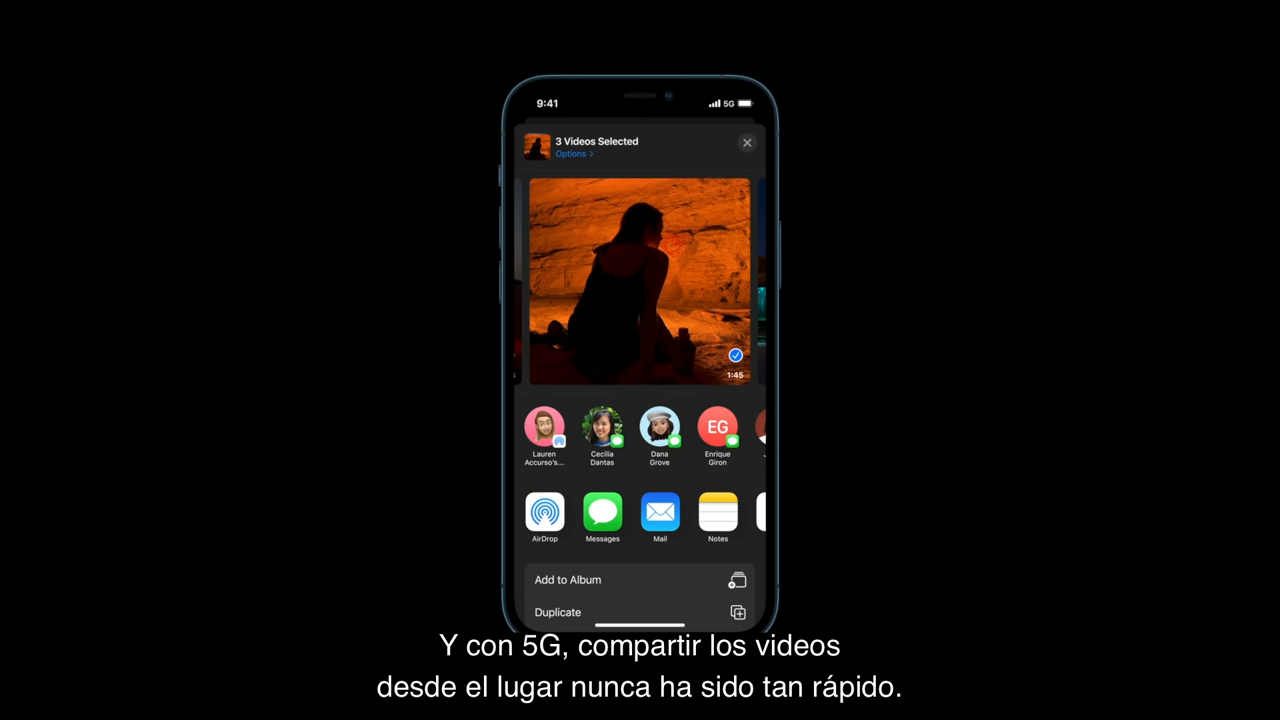 9:41
5G
3 Videos Selected
Options >
1:45
EG
Lauren
Accurso's...
Cecilia
Dantas
Dana
Grove
Enrique
Giron
AirDrop
Messages
Mail
Notes
Add to Album
Duplicate
Y con 5G, compartir los videos
desde el lugar nunca ha sido tan rápido.